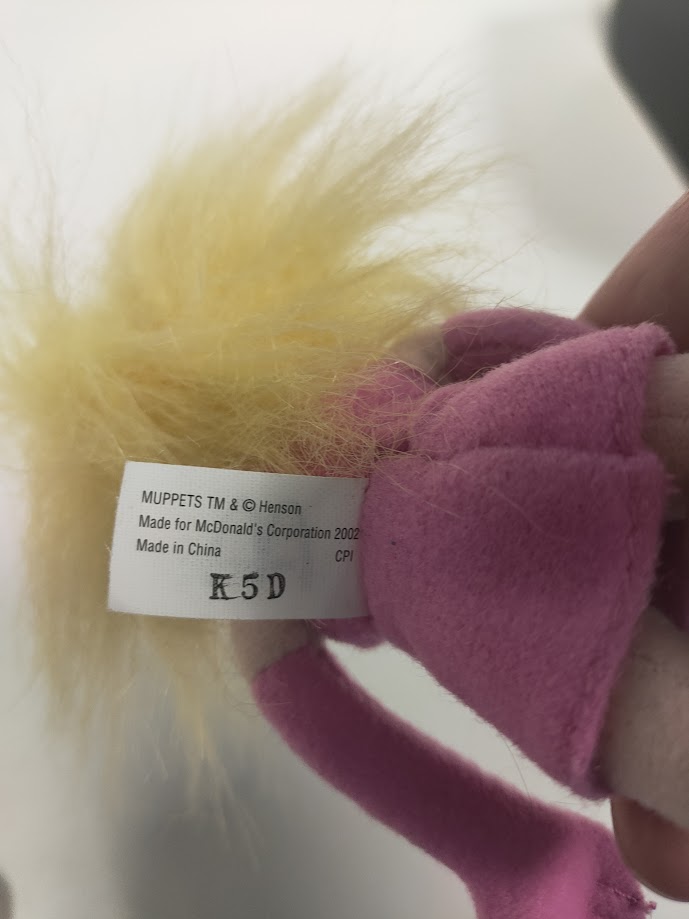 MUPPETS TM & © Henson
Made for McDonald's Corporation 2002
Made in China CPI
K5D